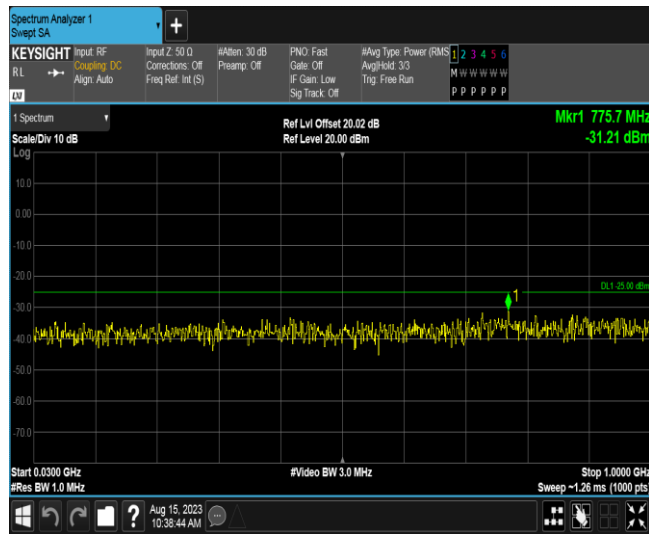 Spectrum Analyzer 1
Swept SA
+
KEYSIGHT
RL
LXI
Input: RF
Coupling: DC
Align: Auto
Input Z: 50 Ω
Corrections: Off
Freq Ref: Int (S)
#Atten: 30 dB
Preamp: Off
PNO: Fast
Gate: Off
IF Gain: Low
Sig Track: Off
#Avg Type: Power (RMS
Avg|Hold: 3/3
Trig: Free Run
1 2 3 4 5 6
M W W W W W
P P P P P P
1 Spectrum
Scale/Div 10 dB
Log
Ref Lvl Offset 20.02 dB
Ref Level 20.00 dBm
Mkr1 775.7 MHz
-31.21 dBm
10.0
0.00
-10.0
-20.0
DL1 -25.00 dBm
1
-30.0
-40.0
-50.0
-60.0
-70.0
Start 0.0300 GHz
#Res BW 1.0 MHz
#Video BW 3.0 MHz
Stop 1.0000 GHz
Sweep ~1.26 ms (1000 pts)
?
Aug 15, 2023
10:38:44 AM